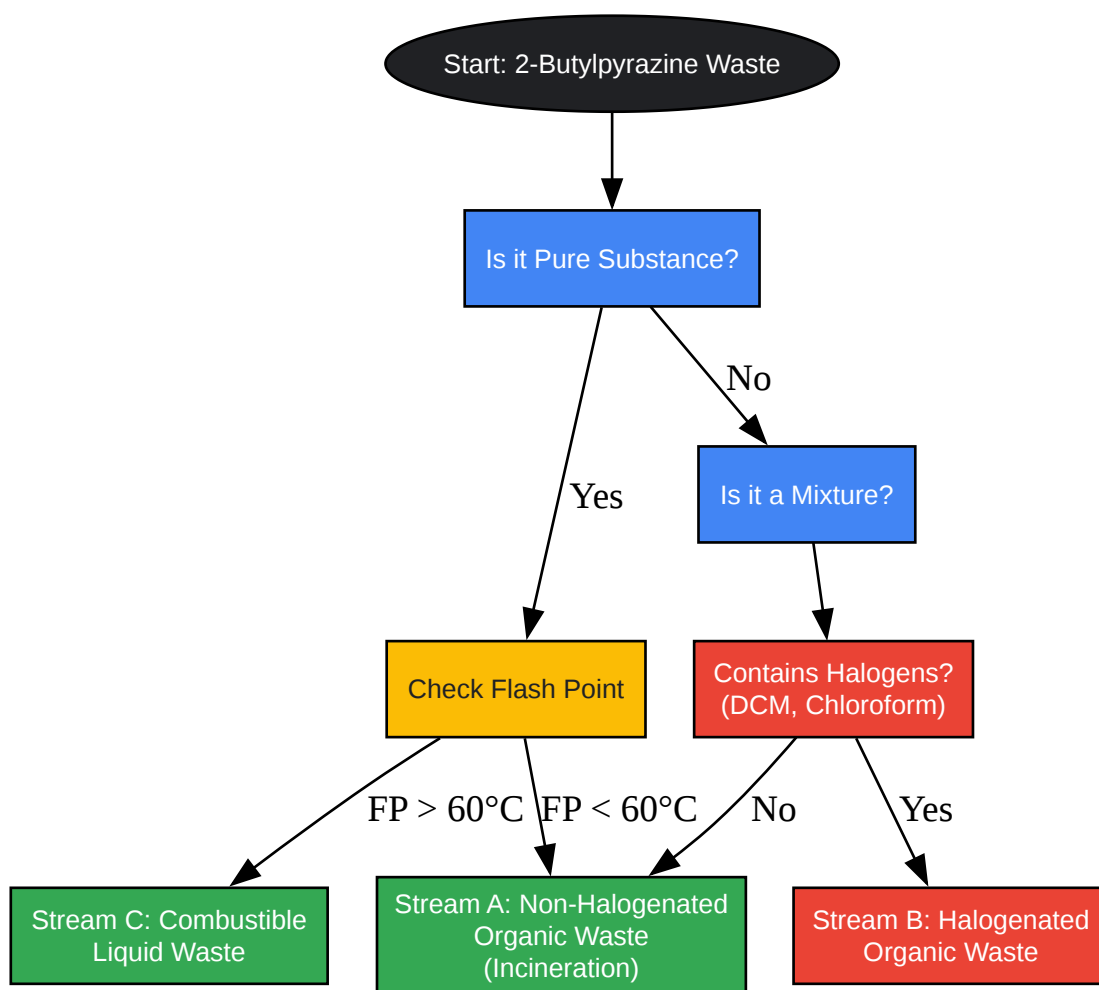 Start: 2-Butylpyrazine Waste
Is it Pure Substance?
No
Is it a Mixture?
Yes
Check Flash Point
Contains Halogens?
(DCM, Chloroform)
FP > 60°C
FP < 60°C
No
Yes
Stream C: Combustible
Liquid Waste
Stream A: Non-Halogenated
Organic Waste
(Incineration)
Stream B: Halogenated
Organic Waste